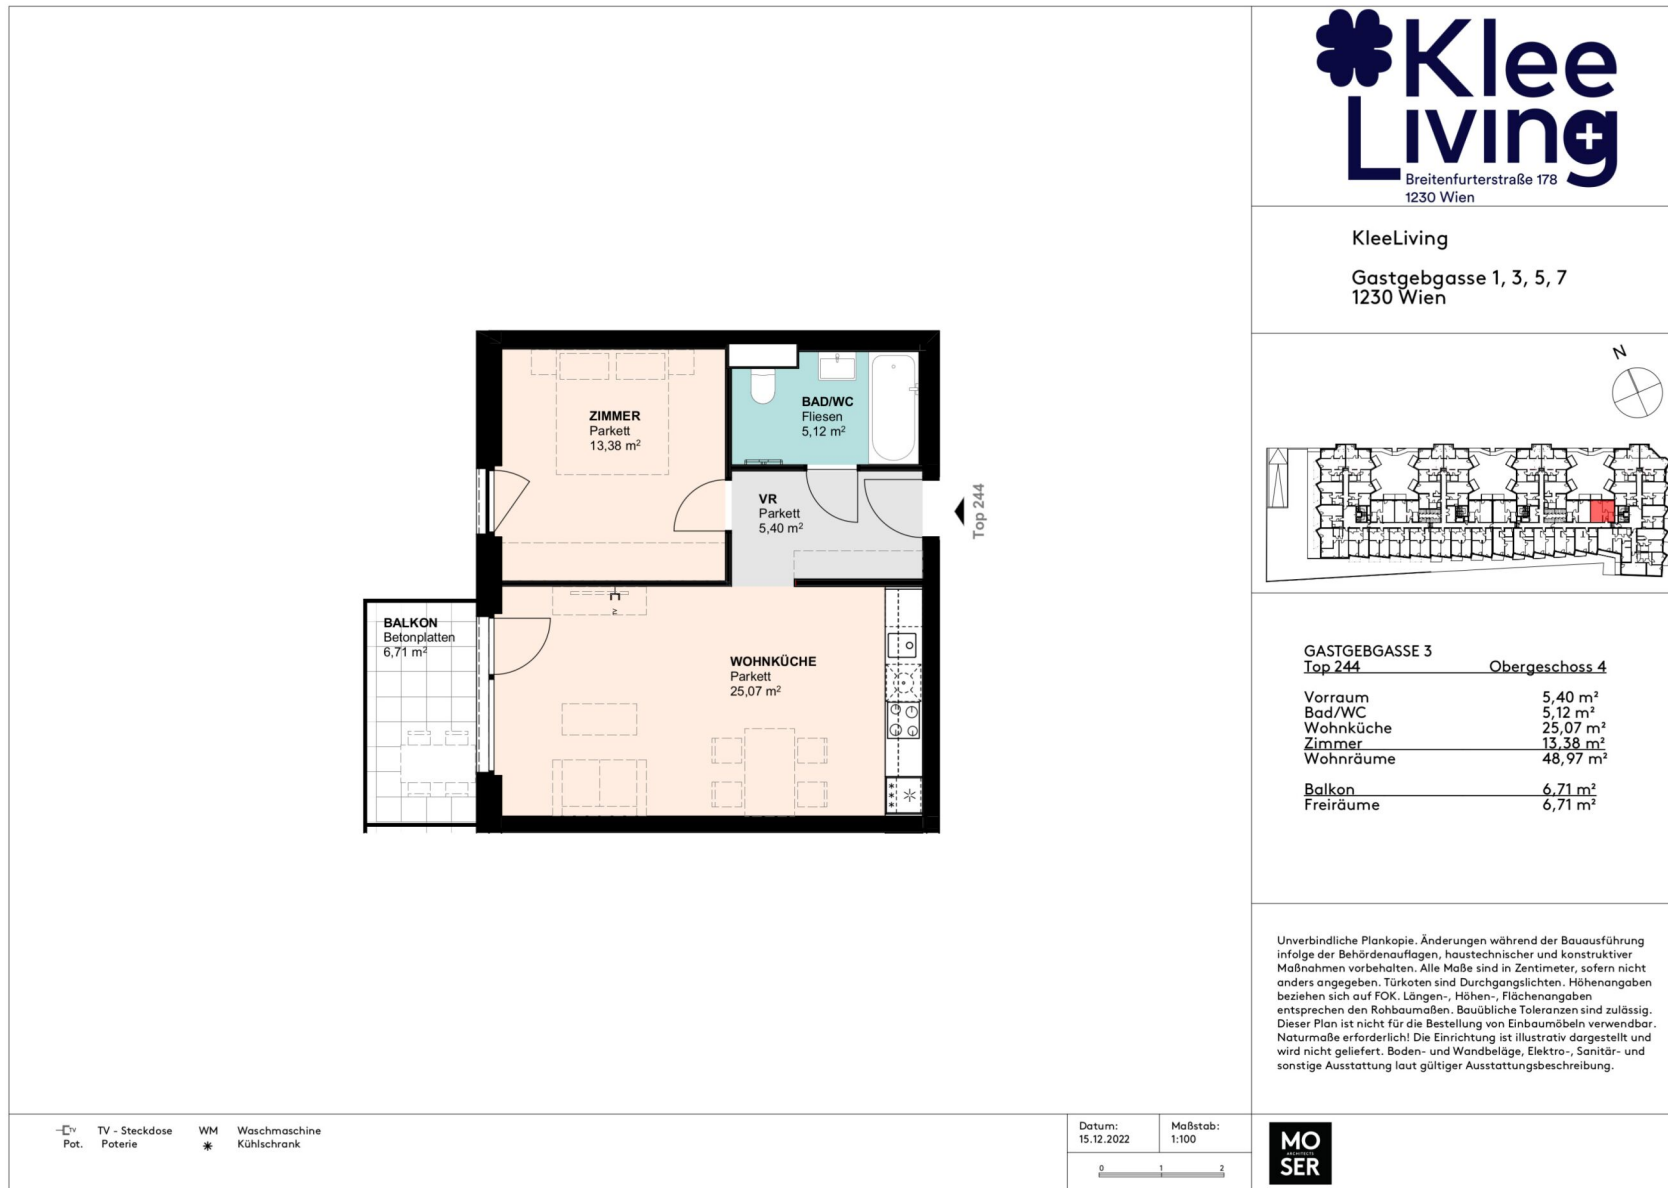 Klee
Living
Breitenfurterstraße 178
1230 Wien
KleeLiving
Gastgebgasse 1, 3, 5, 7
1230 Wien
N
ZIMMER
Parkett
13,38 m²
BAD/WC
Fliesen
5,12 m²
VR
Parkett
5,40 m²
Top 244
BALKON
Betonplatten
6,71 m²
TV
WOHNKÜCHE
Parkett
25,07 m²
GASTGEBGASSE 3
Top 244 Obergeschoss 4
Vorraum 5,40 m²
Bad/WC 5,12 m²
Wohnküche 25,07 m²
Zimmer 13,38 m²
Wohnräume 48,97 m²
Balkon 6,71 m²
Freiräume 6,71 m²
Unverbindliche Plankopie. Änderungen während der Bauausführung
infolge der Behördenauflagen, haustechnischer und konstruktiver
Maßnahmen vorbehalten. Alle Maße sind in Zentimeter, sofern nicht
anders angegeben. Türkoten sind Durchgangslichten. Höhenangaben
beziehen sich auf FOK. Längen-, Höhen-, Flächenangaben
entsprechen den Rohbaumaßen. Bauübliche Toleranzen sind zulässig.
Dieser Plan ist nicht für die Bestellung von Einbaumöbeln verwendbar.
Naturmaße erforderlich! Die Einrichtung ist illustrativ dargestellt und
wird nicht geliefert. Boden- und Wandbeläge, Elektro-, Sanitär- und
sonstige Ausstattung laut gültiger Ausstattungsbeschreibung.
TV TV - Steckdose WM Waschmaschine
Pot. Poterie Kühlschrank
Datum: Maßstab:
15.12.2022 1:100
0 1 2
MO
ARCHITECTS
SER